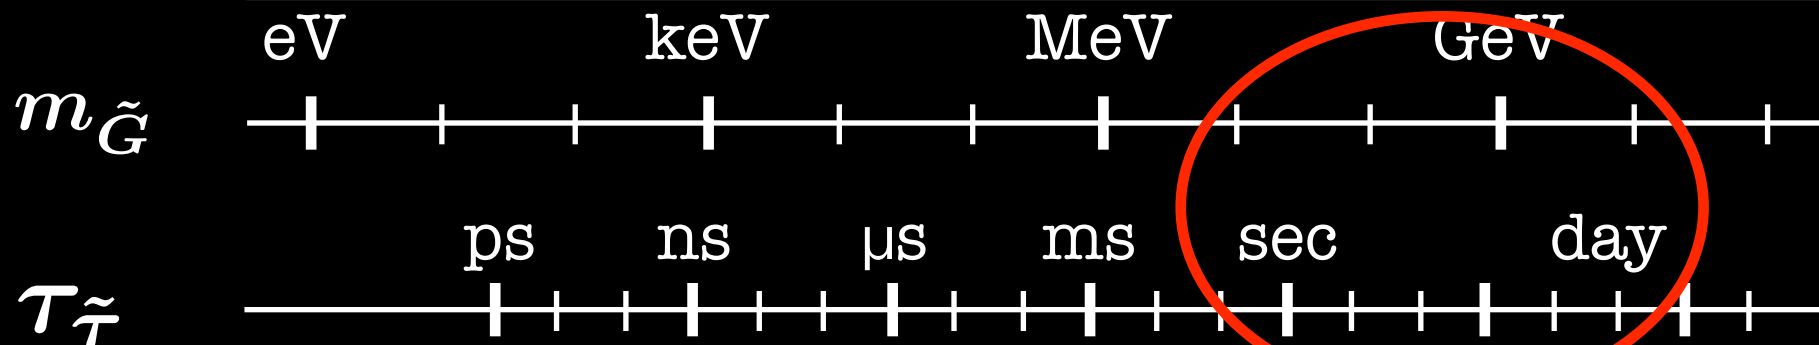 eV keV MeV GeV
m_G̃
ps ns μs ms sec day
τ_τ̃